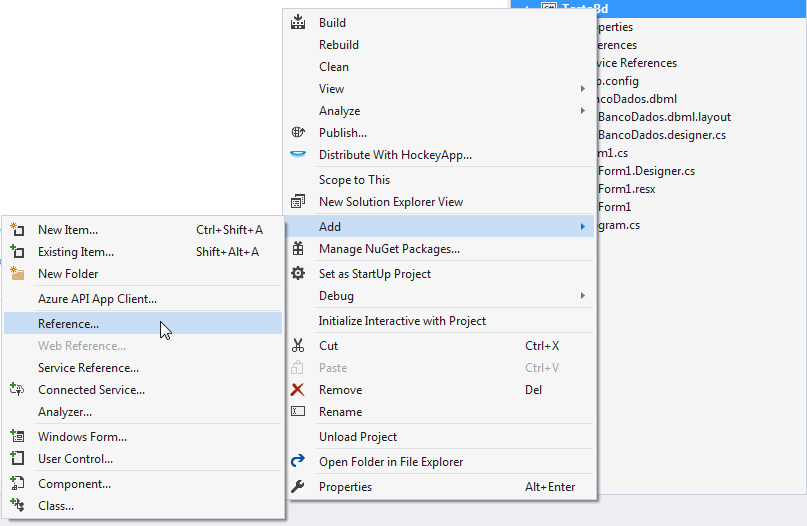 TesteBd
Build
Rebuild
Clean
View
Analyze
Publish...
Distribute With HockeyApp...
Scope to This
New Solution Explorer View
Add
Manage NuGet Packages...
Set as StartUp Project
Debug
Initialize Interactive with Project
Cut Ctrl+X
Paste Ctrl+V
Remove Del
Rename
Unload Project
Open Folder in File Explorer
Properties Alt+Enter
New Item... Ctrl+Shift+A
Existing Item... Shift+Alt+A
New Folder
Azure API App Client...
Reference...
Web Reference...
Service Reference...
Connected Service...
Analyzer...
Windows Form...
User Control...
Component...
Class...
perties
erences
vice References
p.config
ncoDados.dbml
BancoDados.dbml.layout
BancoDados.designer.cs
m1.cs
Form1.Designer.cs
Form1.resx
Form1
gram.cs